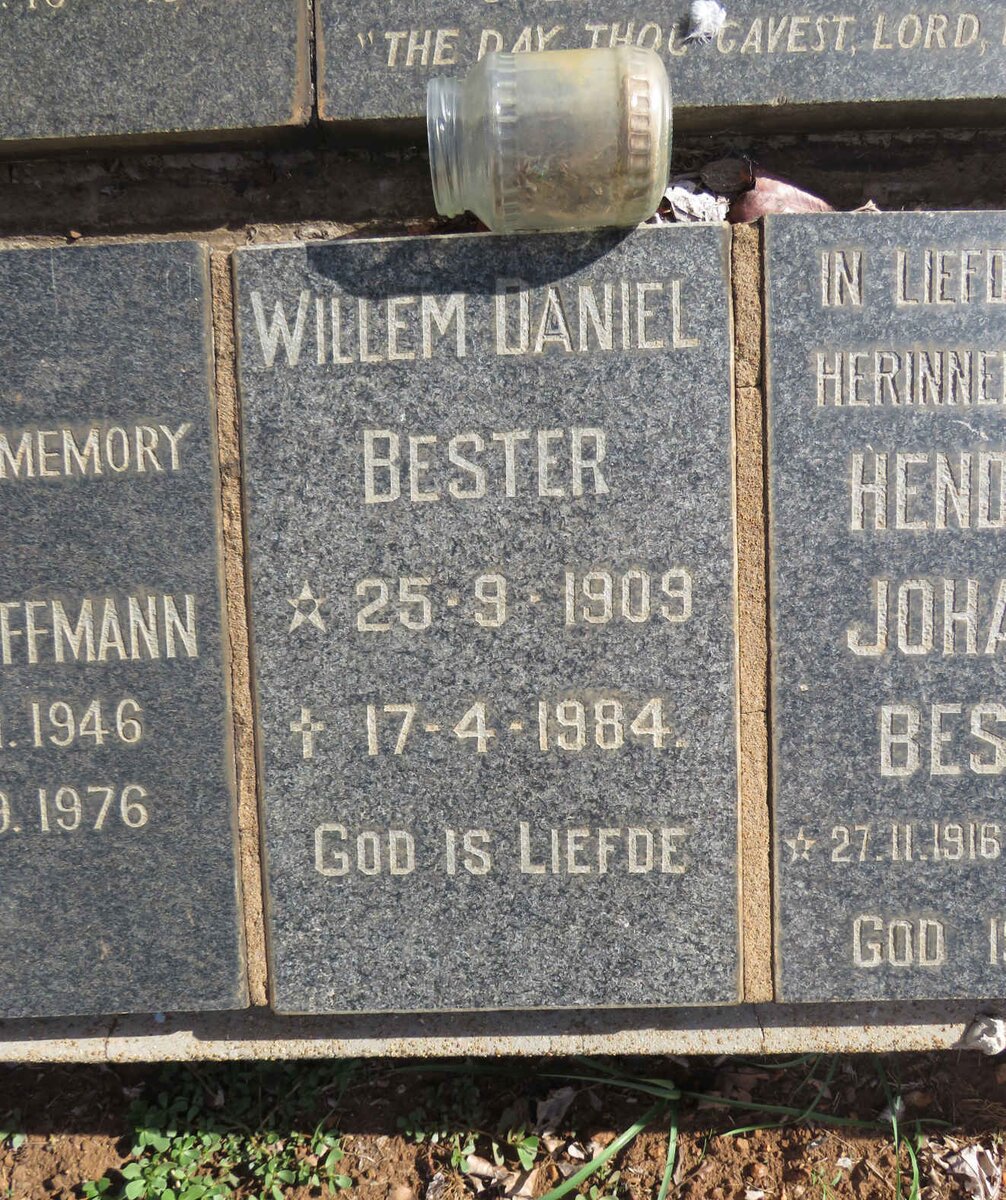 "THE DAY THOU GAVEST, LORD,
MEMORY
FFMANN
1946
1976
WILLEM DANIEL
BESTER
25-9-1909
17-4-1984.
GOD IS LIEFDE
IN
HERINNE
HEND
JOHA
BES
27.11.1916
GOD IS